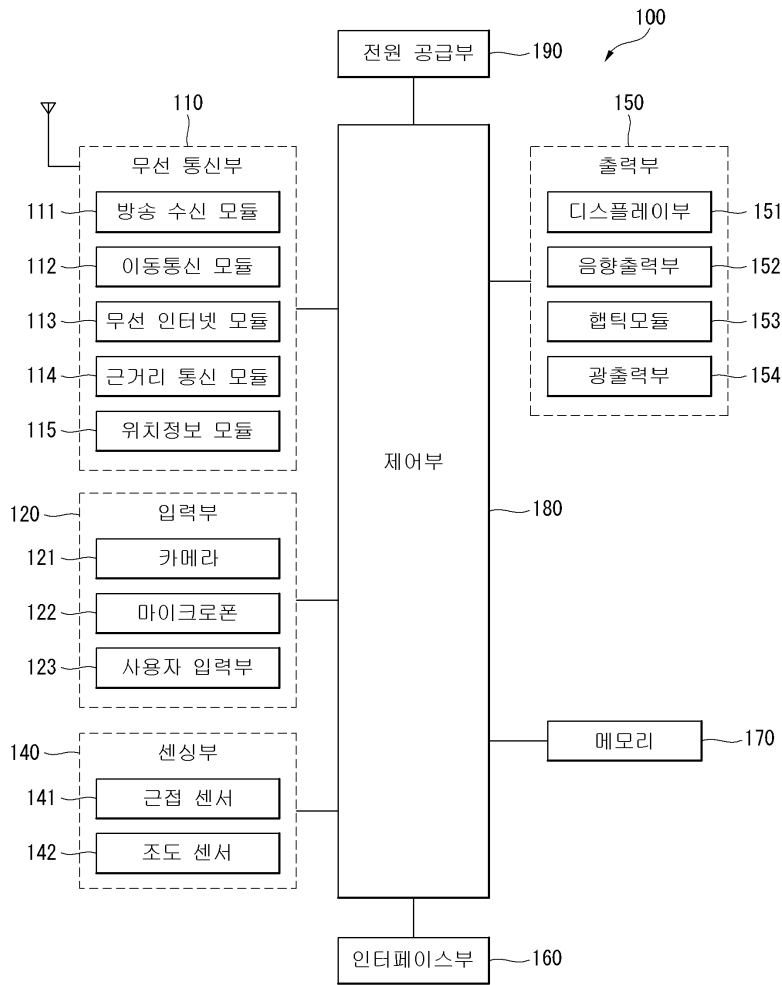 100
전원 공급부 190
110
무선 통신부
111 방송 수신 모듈
112 이동통신 모듈
113 무선 인터넷 모듈
114 근거리 통신 모듈
115 위치정보 모듈
120 입력부
121 카메라
122 마이크로폰
123 사용자 입력부
140 센싱부
141 근접 센서
142 조도 센서
제어부
180
150
출력부
디스플레이부 151
음향출력부 152
햅틱모듈 153
광출력부 154
메모리 170
인터페이스부 160